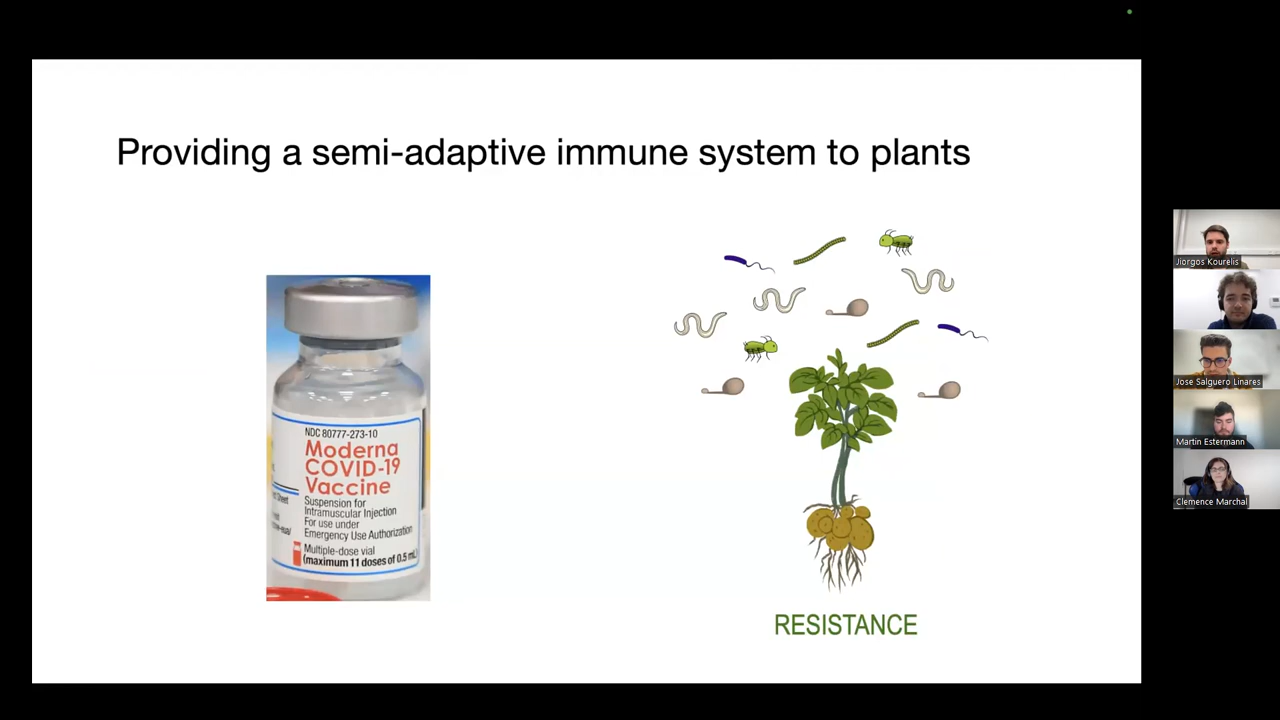 Providing a semi-adaptive immune system to plants
NDC 80777-273-10
Moderna
COVID-19
Vaccine
Suspension for
Intramuscular Injection
For use under
Emergency Use Authorization
Multiple-dose vial
(maximum 11 doses of 0.5 mL)
RESISTANCE
Jiorgos Kourelis
Jose Salguero Linares
Martin Estermann
Clemence Marchal